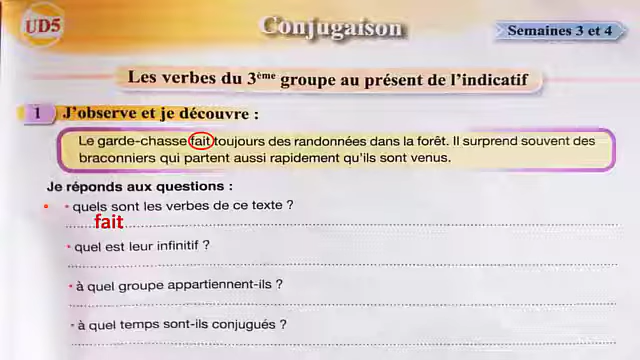 UD5
Conjugaison
Semaines 3 et 4
Les verbes du 3ème groupe au présent de l'indicatif
1 J'observe et je découvre :
Le garde-chasse fait toujours des randonnées dans la forêt. Il surprend souvent des
braconniers qui partent aussi rapidement qu'ils sont venus.
Je réponds aux questions :
• quels sont les verbes de ce texte ?
fait
• quel est leur infinitif ?
• à quel groupe appartiennent-ils ?
• à quel temps sont-ils conjugués ?